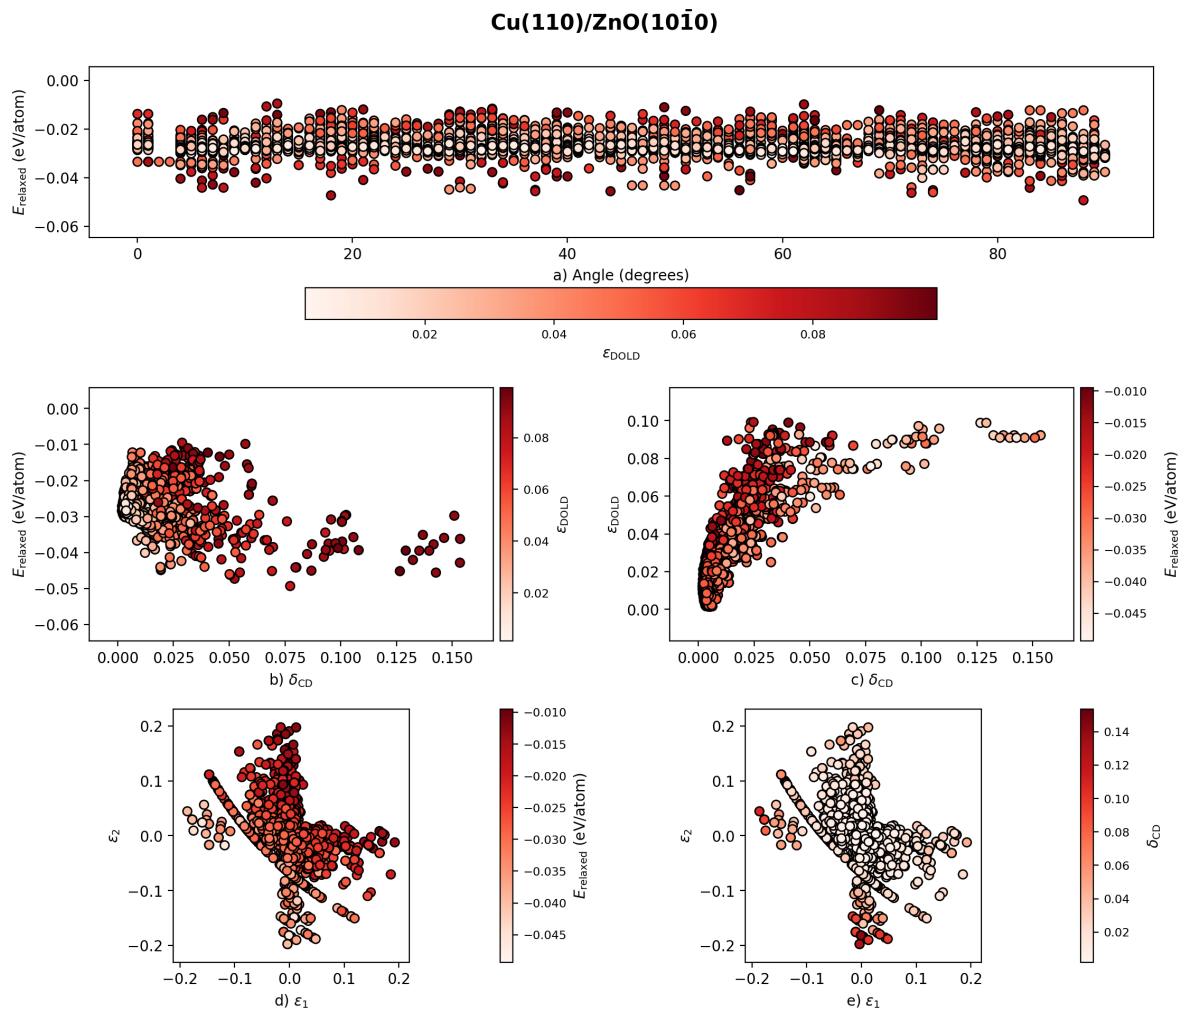 Cu(110)/ZnO(101̄0)
0.00
−0.02
−0.04
−0.06
E_relaxed (eV/atom)
0 20 40 60 80
a) Angle (degrees)
0.02 0.04 0.06 0.08
ε_DOLD
0.00
−0.01
−0.02
−0.03
−0.04
−0.05
−0.06
E_relaxed (eV/atom)
0.000 0.025 0.050 0.075 0.100 0.125 0.150
b) δ_CD
0.08
0.06
0.04
0.02
ε_DOLD
0.10
0.08
0.06
0.04
0.02
0.00
ε_DOLD
0.000 0.025 0.050 0.075 0.100 0.125 0.150
c) δ_CD
−0.010
−0.015
−0.020
−0.025
−0.030
−0.035
−0.040
−0.045
E_relaxed (eV/atom)
0.2
0.1
0.0
−0.1
−0.2
ε₂
−0.2 −0.1 0.0 0.1 0.2
d) ε₁
−0.010
−0.015
−0.020
−0.025
−0.030
−0.035
−0.040
−0.045
E_relaxed (eV/atom)
0.2
0.1
0.0
−0.1
−0.2
ε₂
−0.2 −0.1 0.0 0.1 0.2
e) ε₁
0.14
0.12
0.10
0.08
0.06
0.04
0.02
δ_CD